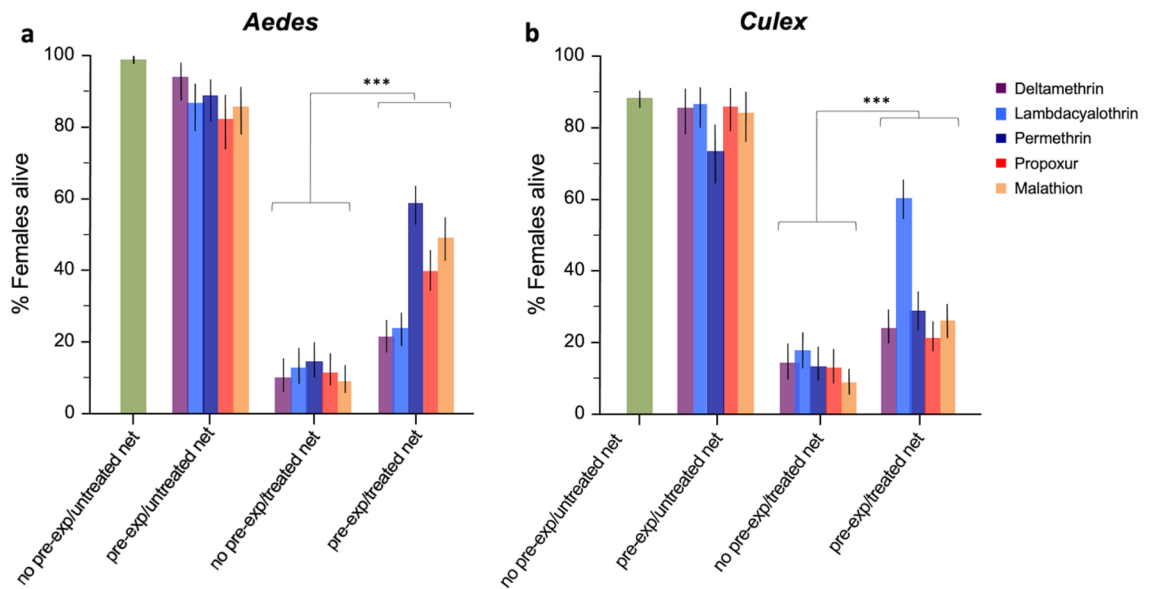 a
Aedes
% Females alive
100
80
60
40
20
0
***
no pre-exp/untreated net
pre-exp/untreated net
no pre-exp/treated net
pre-exp/treated net
b
Culex
% Females alive
100
80
60
40
20
0
***
no pre-exp/untreated net
pre-exp/untreated net
no pre-exp/treated net
pre-exp/treated net
Deltamethrin
Lambdacyalothrin
Permethrin
Propoxur
Malathion